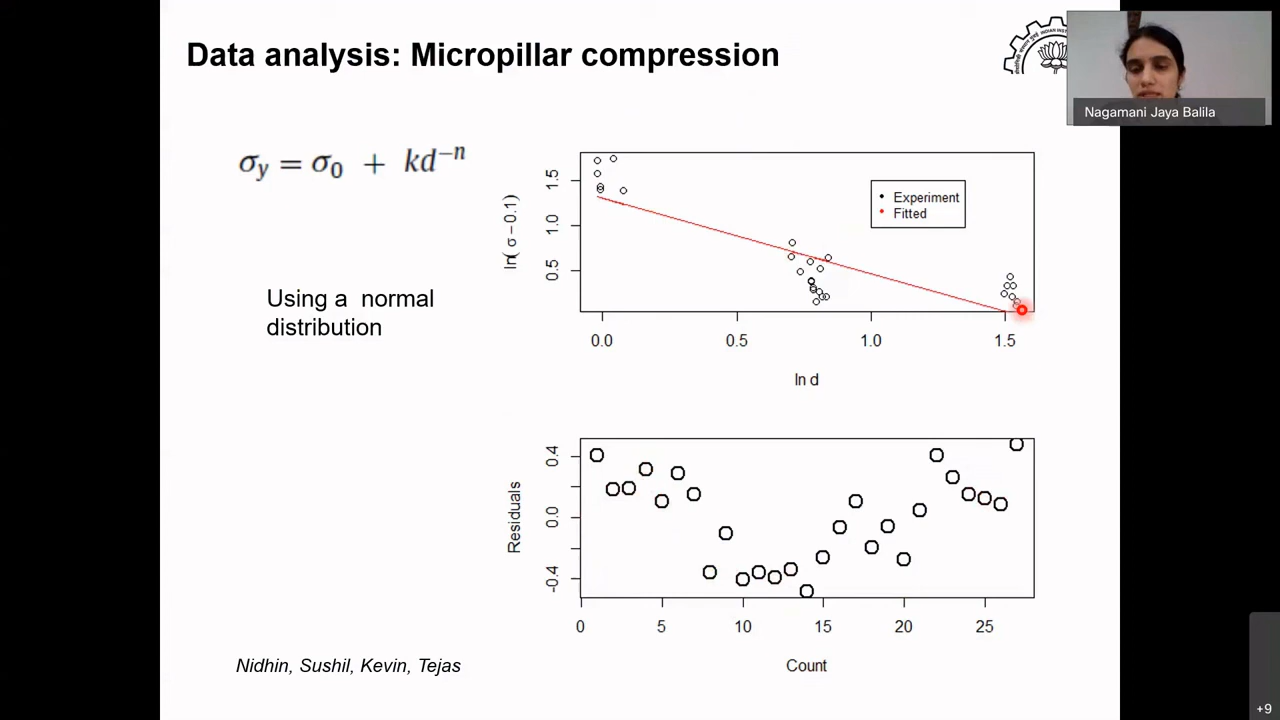 Data analysis: Micropillar compression
Nagamani Jaya Balila
σy = σ0 + kd−n
Using a normal
distribution
ln( σ − 0.1)
1.5
1.0
0.5
Experiment
Fitted
0.0 0.5 1.0 1.5
ln d
Residuals
0.4
0.0
-0.4
0 5 10 15 20 25
Count
Nidhin, Sushil, Kevin, Tejas
+9